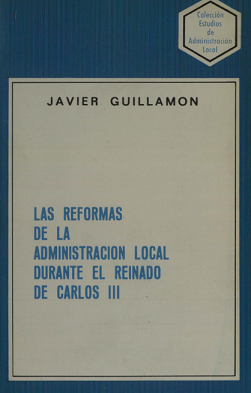 Colección
Estudios
de
Administración
Local
JAVIER GUILLAMON
LAS REFORMAS
DE LA
ADMINISTRACION LOCAL
DURANTE EL REINADO
DE CARLOS III